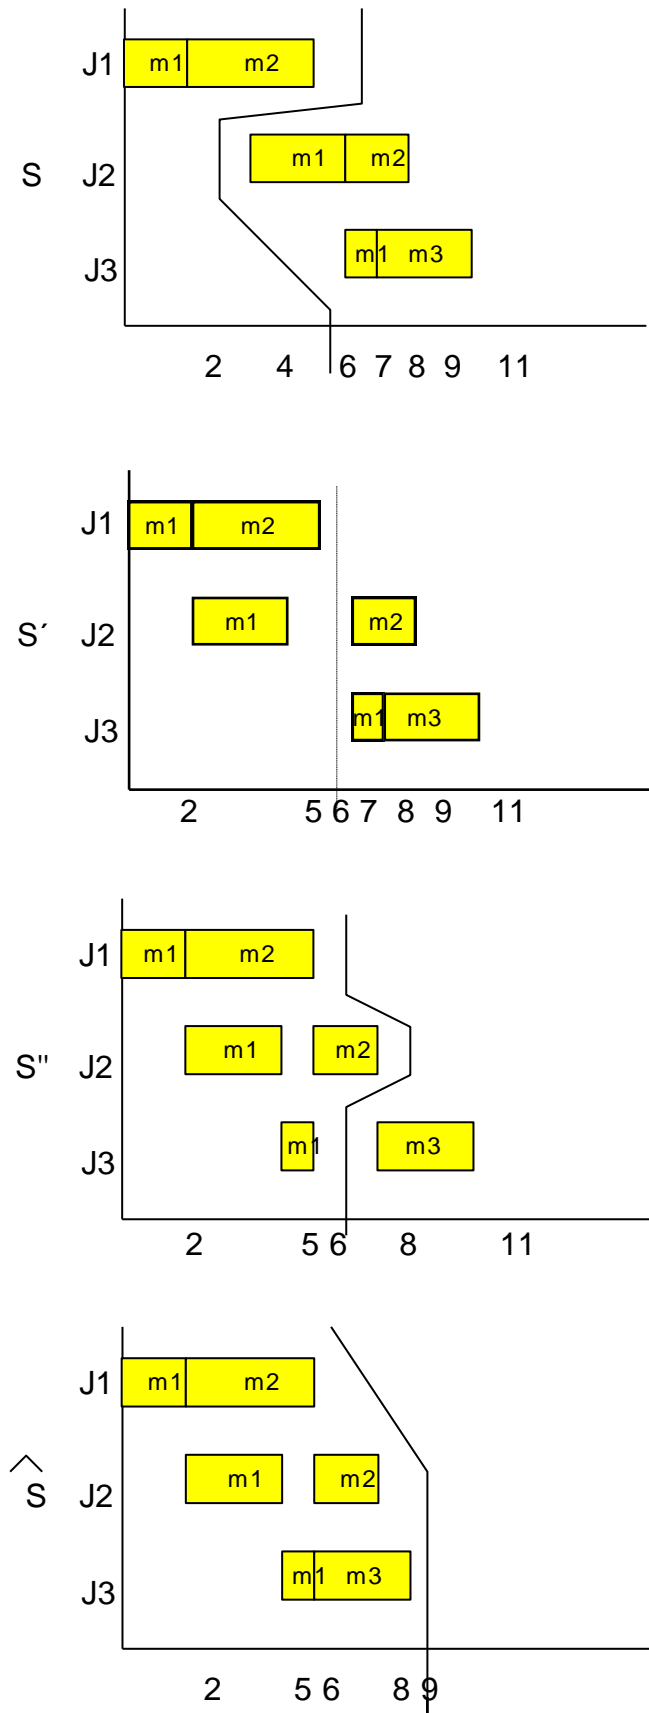 J1 m1 m2
S J2 m1 m2
J3 m1 m3
2 4 6 7 8 9 11
J1 m1 m2
S´ J2 m1 m2
J3 m1 m3
2 5 6 7 8 9 11
J1 m1 m2
S" J2 m1 m2
J3 m1 m3
2 5 6 8 11
J1 m1 m2
Ŝ J2 m1 m2
J3 m1 m3
2 5 6 8 9